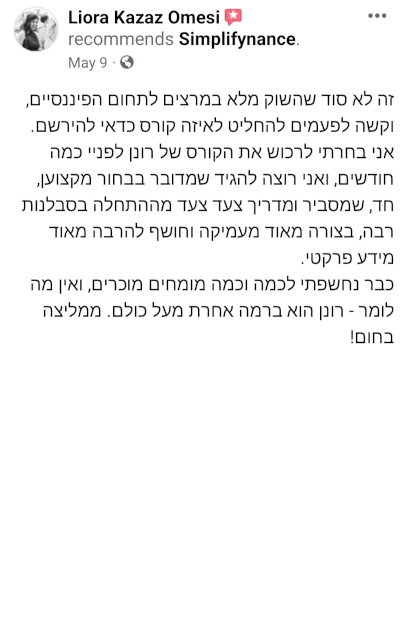 Liora Kazaz Omesi
recommends Simplifynance.
May 9 ·
זה לא סוד שהשוק מלא במרצים לתחום הפיננסיים,
וקשה לפעמים להחליט לאיזה קורס כדאי להירשם.
אני בחרתי לרכוש את הקורס של רונן לפניי כמה
חודשים, ואני רוצה להגיד שמדובר בבחור מקצוען,
חד, שמסביר ומדריך צעד צעד מההתחלה בסבלנות
רבה, בצורה מאוד מעמיקה וחושף להרבה מאוד
מידע פרקטי.
כבר נחשפתי לכמה וכמה מומחים מוכרים, ואין מה
לומר - רונן הוא ברמה אחרת מעל כולם. ממליצה
בחום!